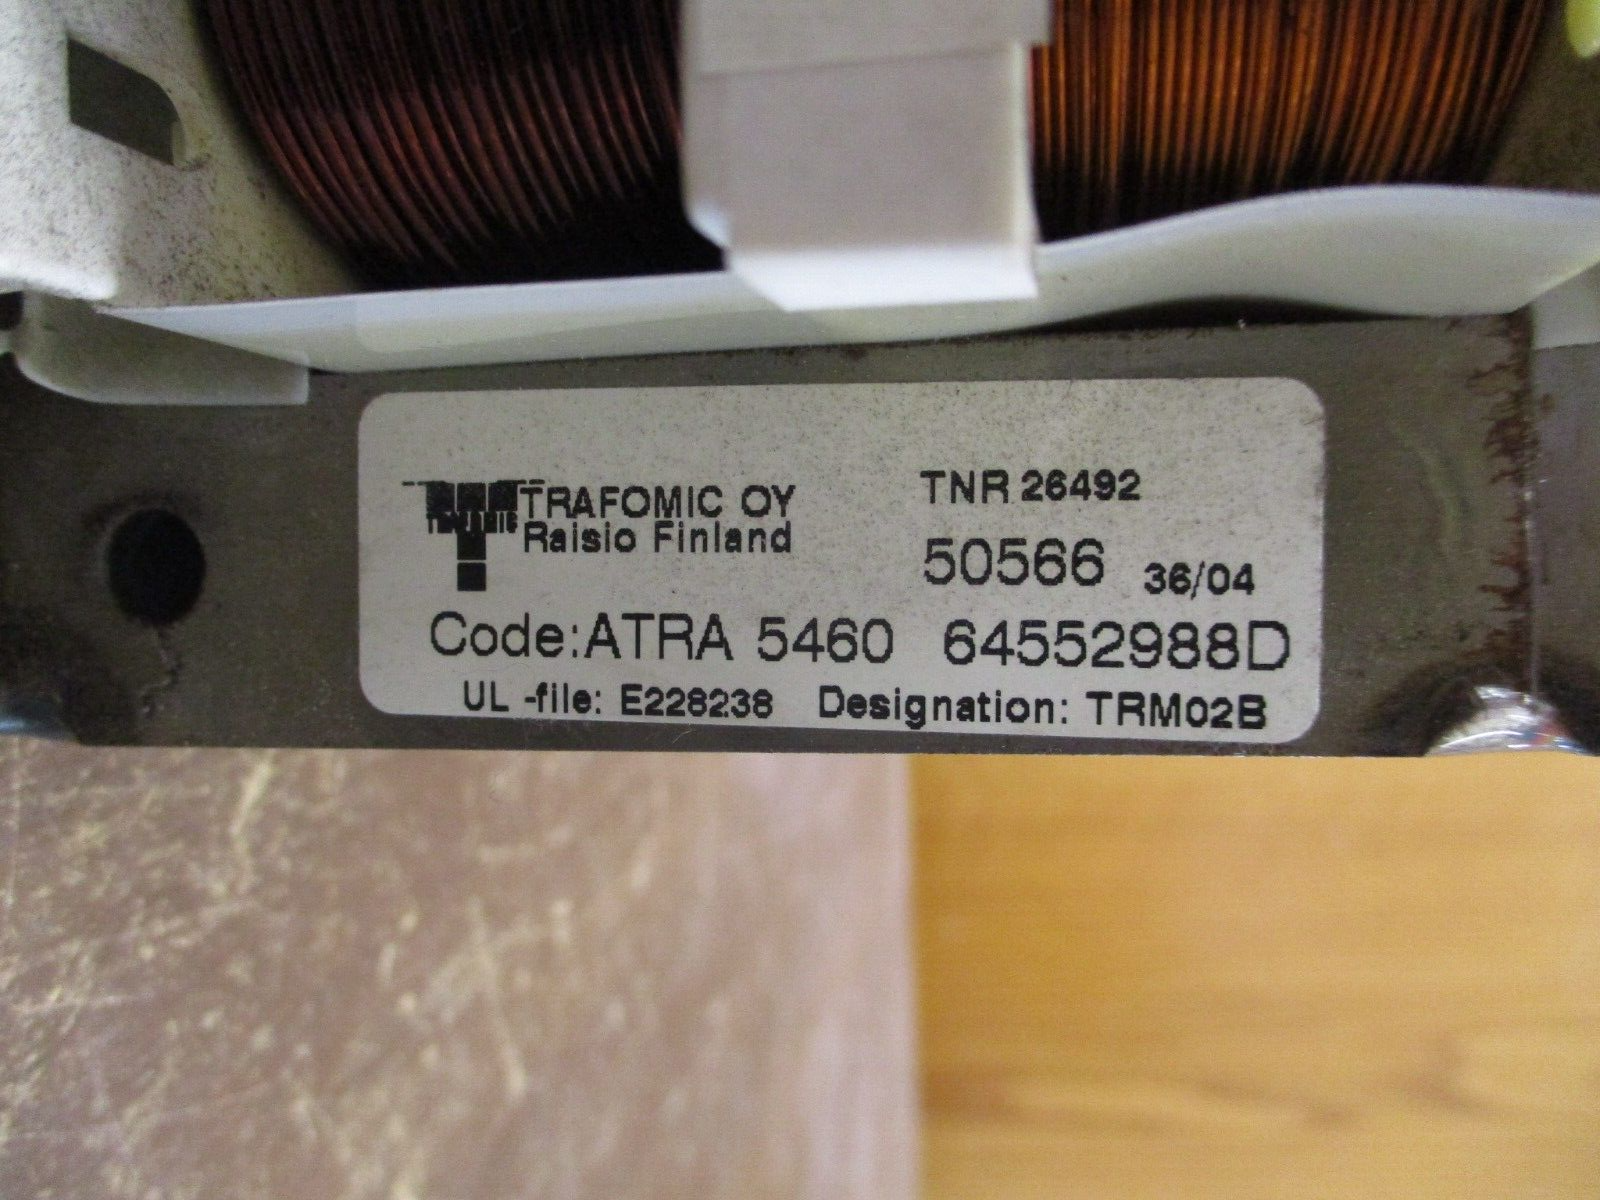 TRAFOMIC OY
Raisio Finland
TNR 26492
50566 36/04
Code:ATRA 5460 64552988D
UL -file: E228238 Designation: TRM02B